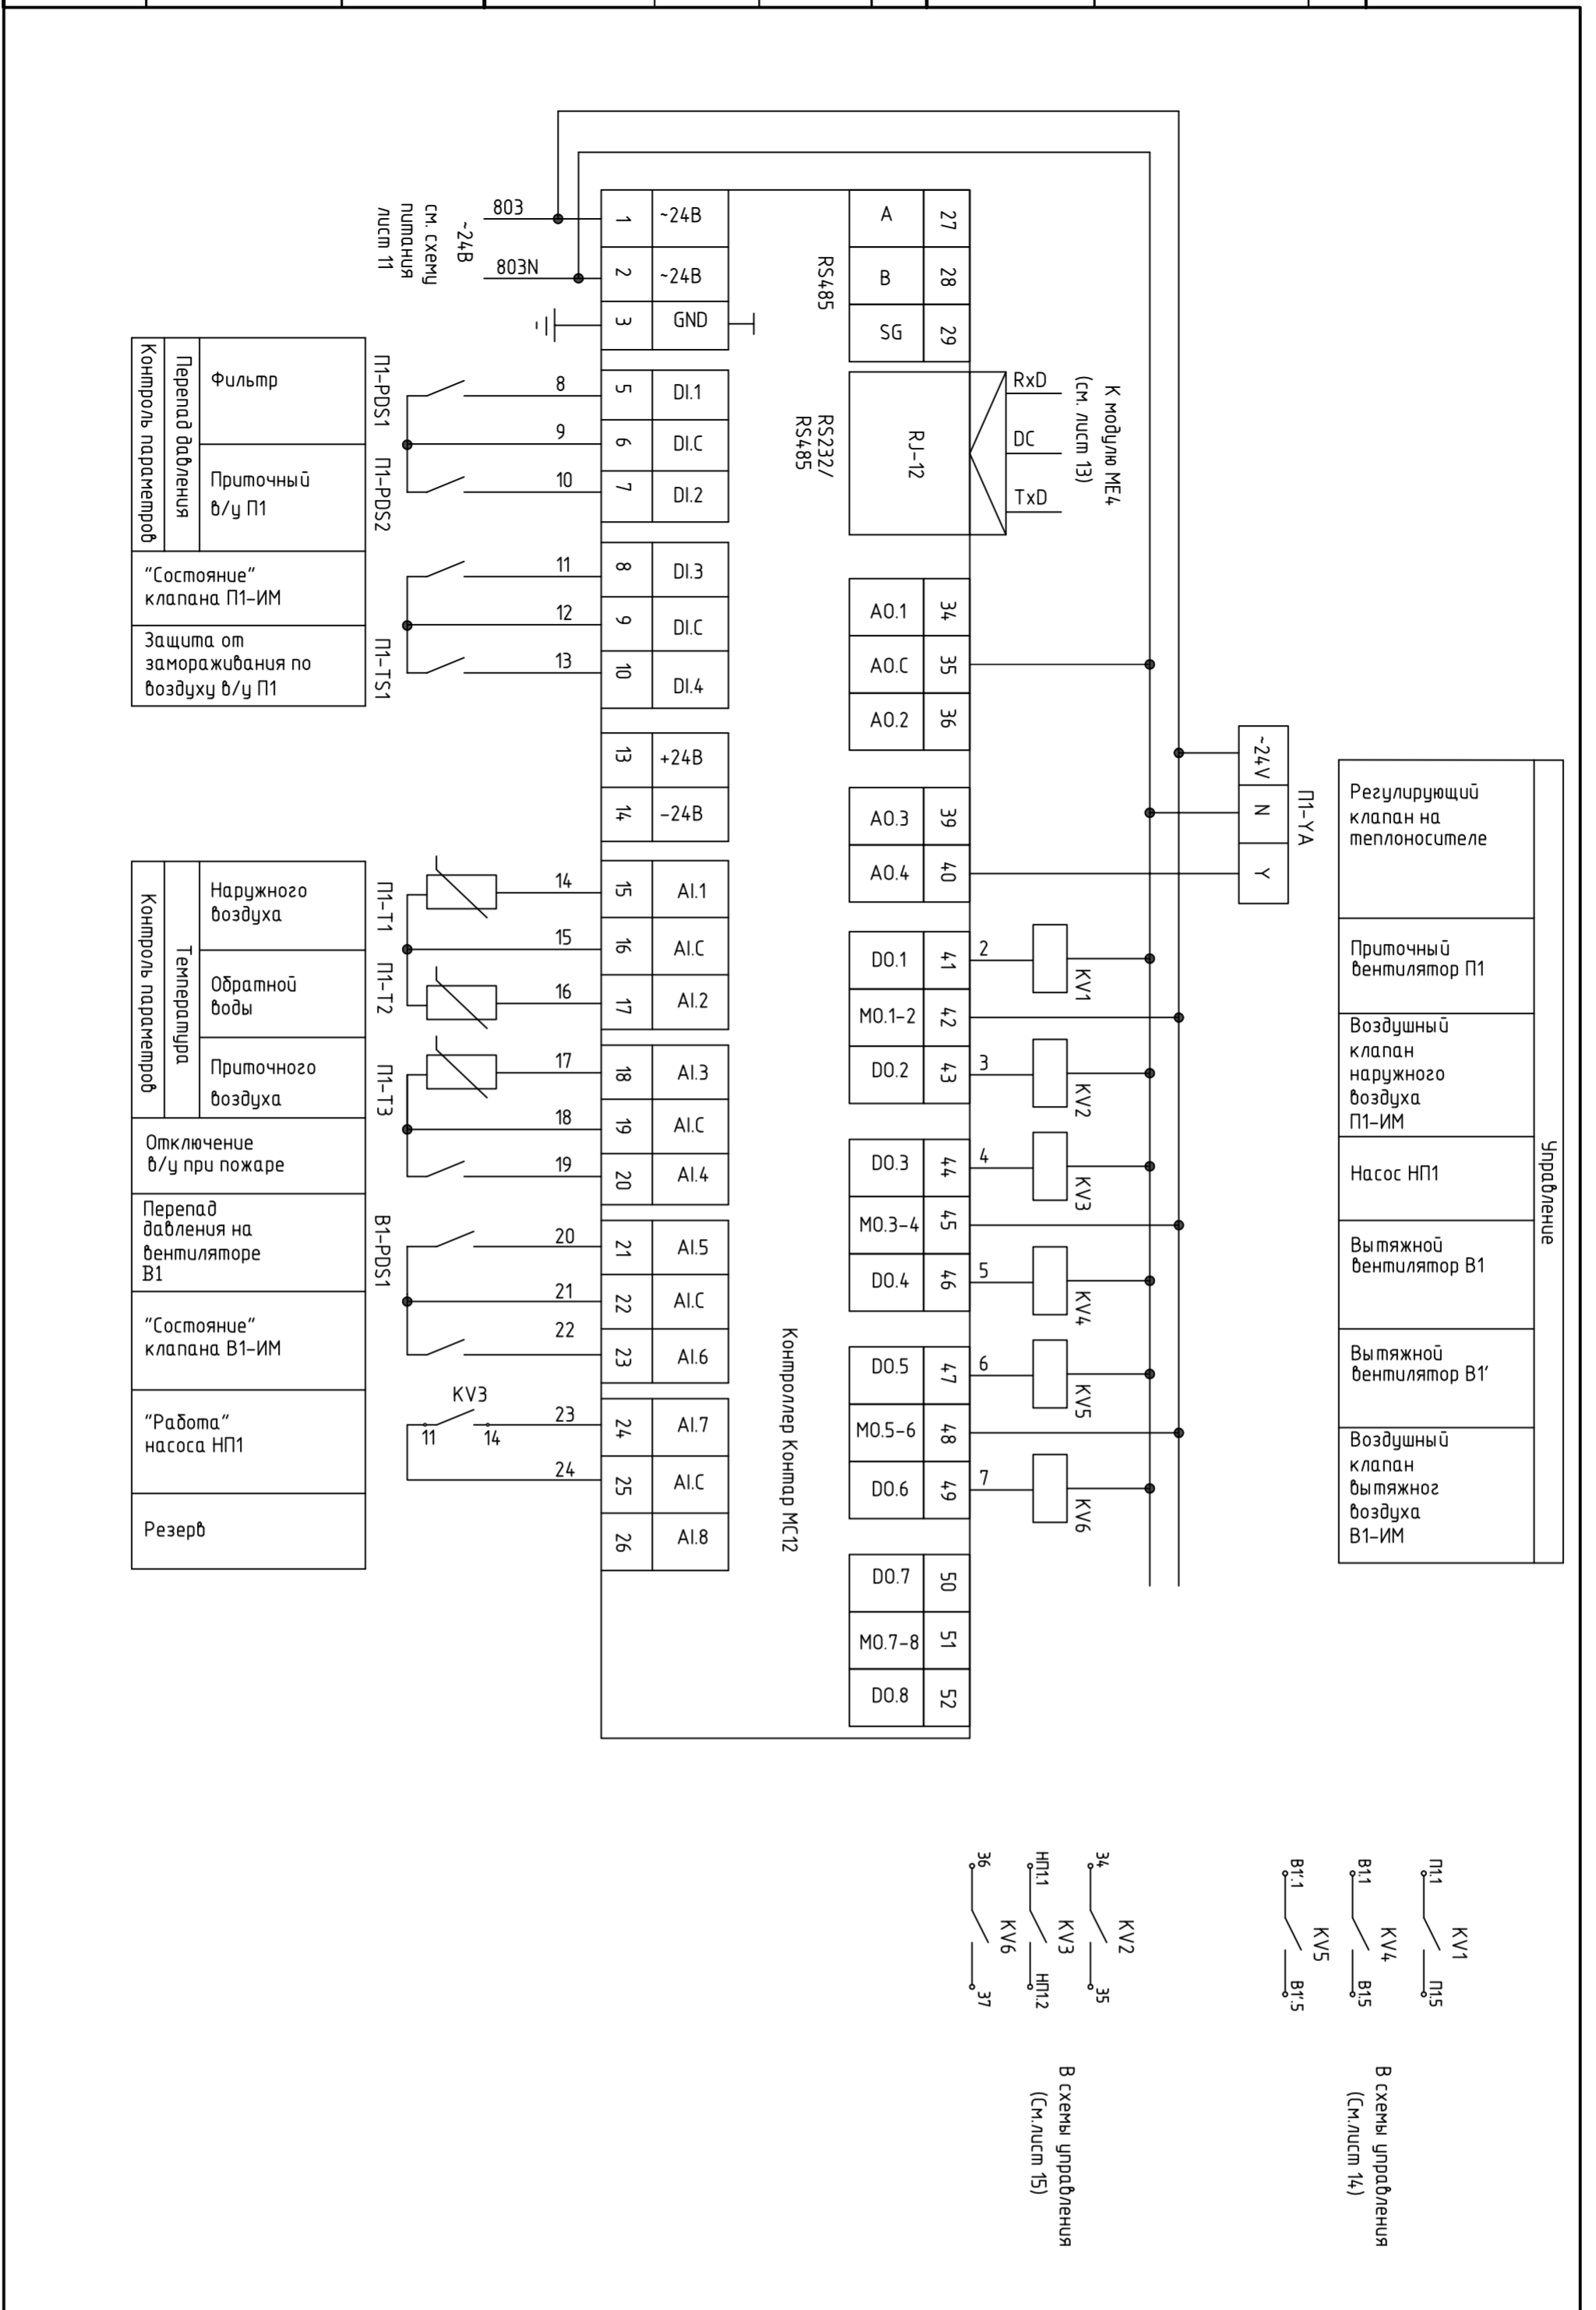 803
803N
~24В
см. схему
питания
лист 11
1
~24В
2
~24В
3
GND
Контроль параметров
Перепад давления
Фильтр
Приточный
в/у П1
"Состояние"
клапана П1-ИМ
Защита от
замораживания по
воздуху в/у П1
П1-PDS1
П1-PDS2
П1-TS1
8
5
DI.1
9
6
DI.C
10
7
DI.2
11
8
DI.3
12
9
DI.C
13
10
DI.4
13
+24В
14
-24В
Контроль параметров
Температура
Наружного
воздуха
Обратной
воды
Приточного
воздуха
Отключение
в/у при пожаре
Перепад
давления на
вентиляторе
В1
"Состояние"
клапана В1-ИМ
"Работа"
насоса НП1
Резерв
П1-Т1
П1-Т2
П1-Т3
В1-PDS1
14
15
AI.1
15
16
AI.C
16
17
AI.2
17
18
AI.3
18
19
AI.C
19
20
AI.4
20
21
AI.5
21
22
AI.C
22
23
AI.6
KV3
11
14
23
24
AI.7
24
25
AI.C
26
AI.8
Контроллер Контар МС12
A
27
B
28
SG
29
RS485
RS232/
RS485
RJ-12
RxD
DC
TxD
К модулю МЕ4
(см. лист 13)
AO.1
34
AO.C
35
AO.2
36
AO.3
39
AO.4
40
DO.1
41
2
KV1
MO.1-2
42
DO.2
43
3
KV2
DO.3
44
4
KV3
MO.3-4
45
DO.4
46
5
KV4
DO.5
47
6
KV5
MO.5-6
48
DO.6
49
7
KV6
DO.7
50
MO.7-8
51
DO.8
52
~24V
N
Y
П1-YA
Управление
Регулирующий
клапан на
теплоносителе
Приточный
вентилятор П1
Воздушный
клапан
наружного
воздуха
П1-ИМ
Насос НП1
Вытяжной
вентилятор В1
Вытяжной
вентилятор В1'
Воздушный
клапан
вытяжног
воздуха
В1-ИМ
П1.1
KV1
П1.5
В1.1
KV4
В1.5
В1'.1
KV5
В1'.5
В схемы управления
(См.лист 14)
34
KV2
35
НП1.1
KV3
НП1.2
36
KV6
37
В схемы управления
(См.лист 15)